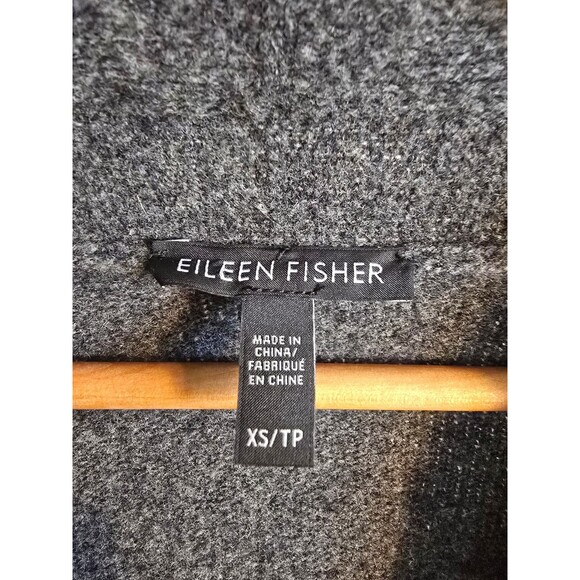 EILEEN FISHER
MADE IN
CHINA/
FABRIQUÉ
EN CHINE
XS/TP